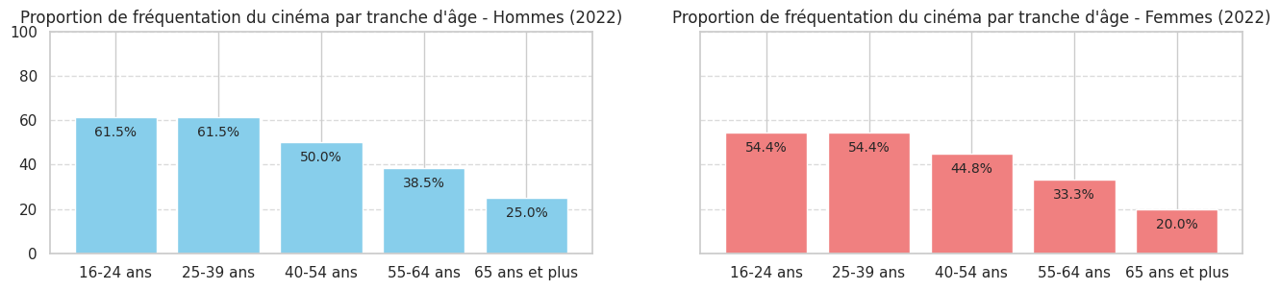 Proportion de fréquentation du cinéma par tranche d'âge - Hommes (2022)
100
80
60
40
20
0
61.5%
61.5%
50.0%
38.5%
25.0%
16-24 ans
25-39 ans
40-54 ans
55-64 ans
65 ans et plus
Proportion de fréquentation du cinéma par tranche d'âge - Femmes (2022)
54.4%
54.4%
44.8%
33.3%
20.0%
16-24 ans
25-39 ans
40-54 ans
55-64 ans
65 ans et plus